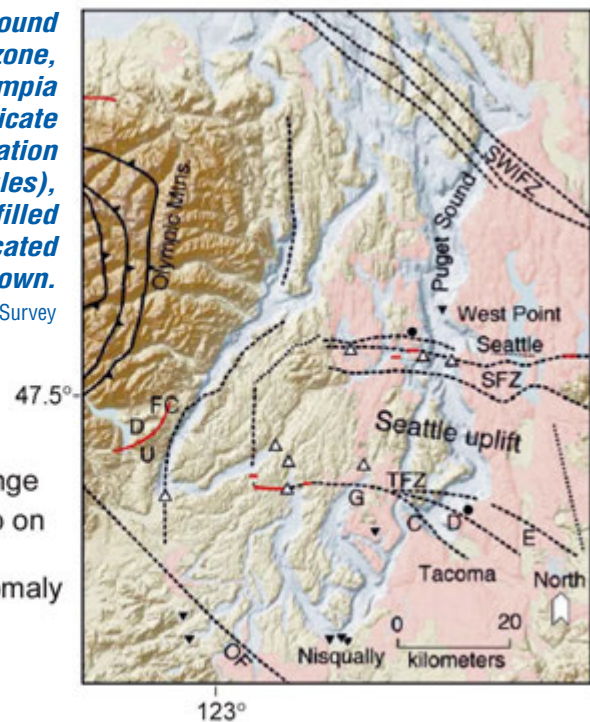 ound
zone,
mpia
icate
ation
les),
filled
cated
own.
Survey
nge
o on
omaly
47.5°
123°
Olympic Mtns.
Puget Sound
SWIFZ
West Point
Seattle
SFZ
FC
D
U
Seattle uplift
TFZ
G
C
D
E
Tacoma
North
0 20
kilometers
OF
Nisqually